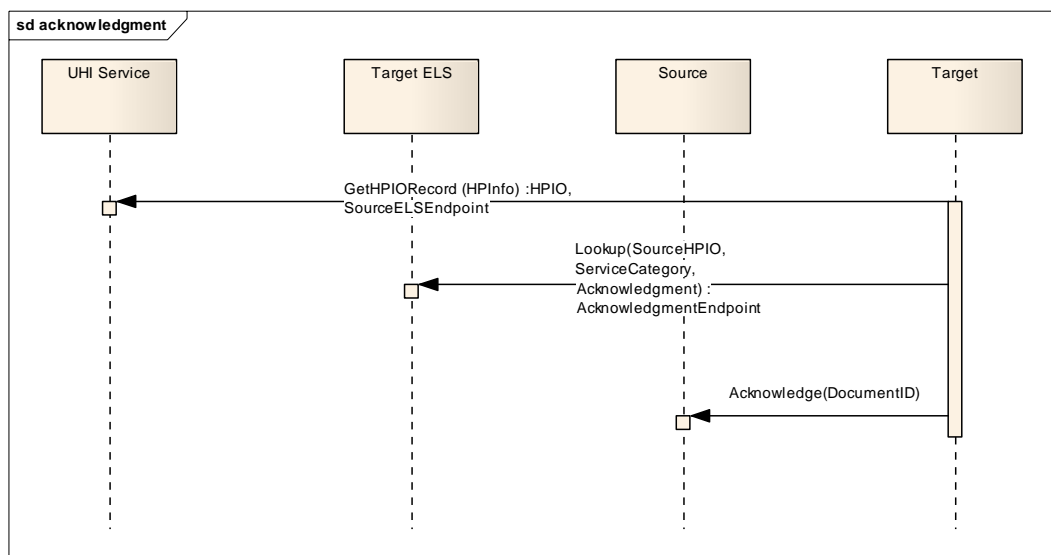 sd acknowledgment
UHI Service
Target ELS
Source
Target
GetHPIORecord (HPInfo) :HPIO,
SourceELSEndpoint
Lookup(SourceHPIO,
ServiceCategory,
Acknowledgment) :
AcknowledgmentEndpoint
Acknowledge(DocumentID)